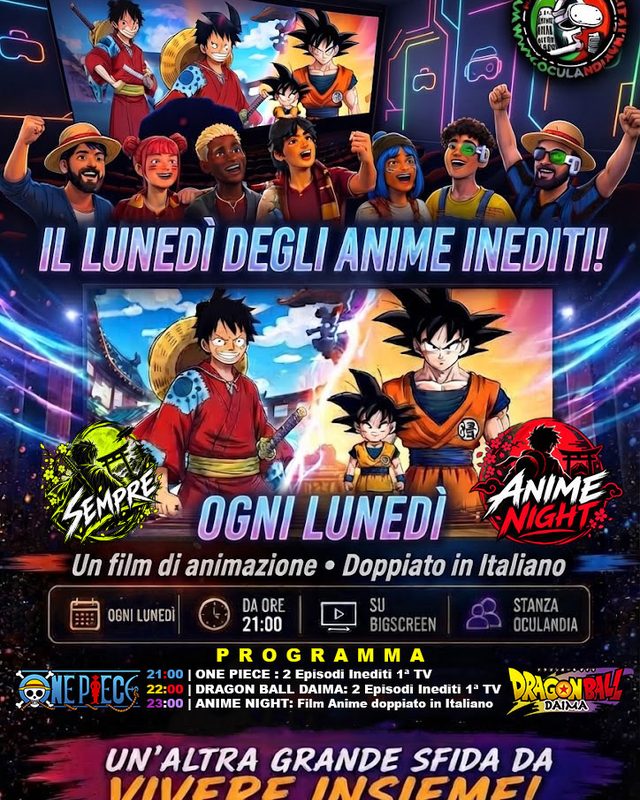 WWW.OCULANDIA.IT
IL LUNEDÌ DEGLI ANIME INEDITI!
SEMPRE
ANIME
NIGHT
OGNI LUNEDÌ
Un film di animazione • Doppiato in Italiano
OGNI LUNEDÌ
DA ORE
21:00
SU
BIGSCREEN
STANZA
OCULANDIA
PROGRAMMA
ONE PIECE
21:00 | ONE PIECE : 2 Episodi Inediti 1ª TV
22:00 | DRAGON BALL DAIMA: 2 Episodi Inediti 1ª TV
23:00 | ANIME NIGHT: Film Anime doppiato in Italiano
DRAGON BALL
DAIMA
UN'ALTRA GRANDE SFIDA DA
VIVERE INSIEME!